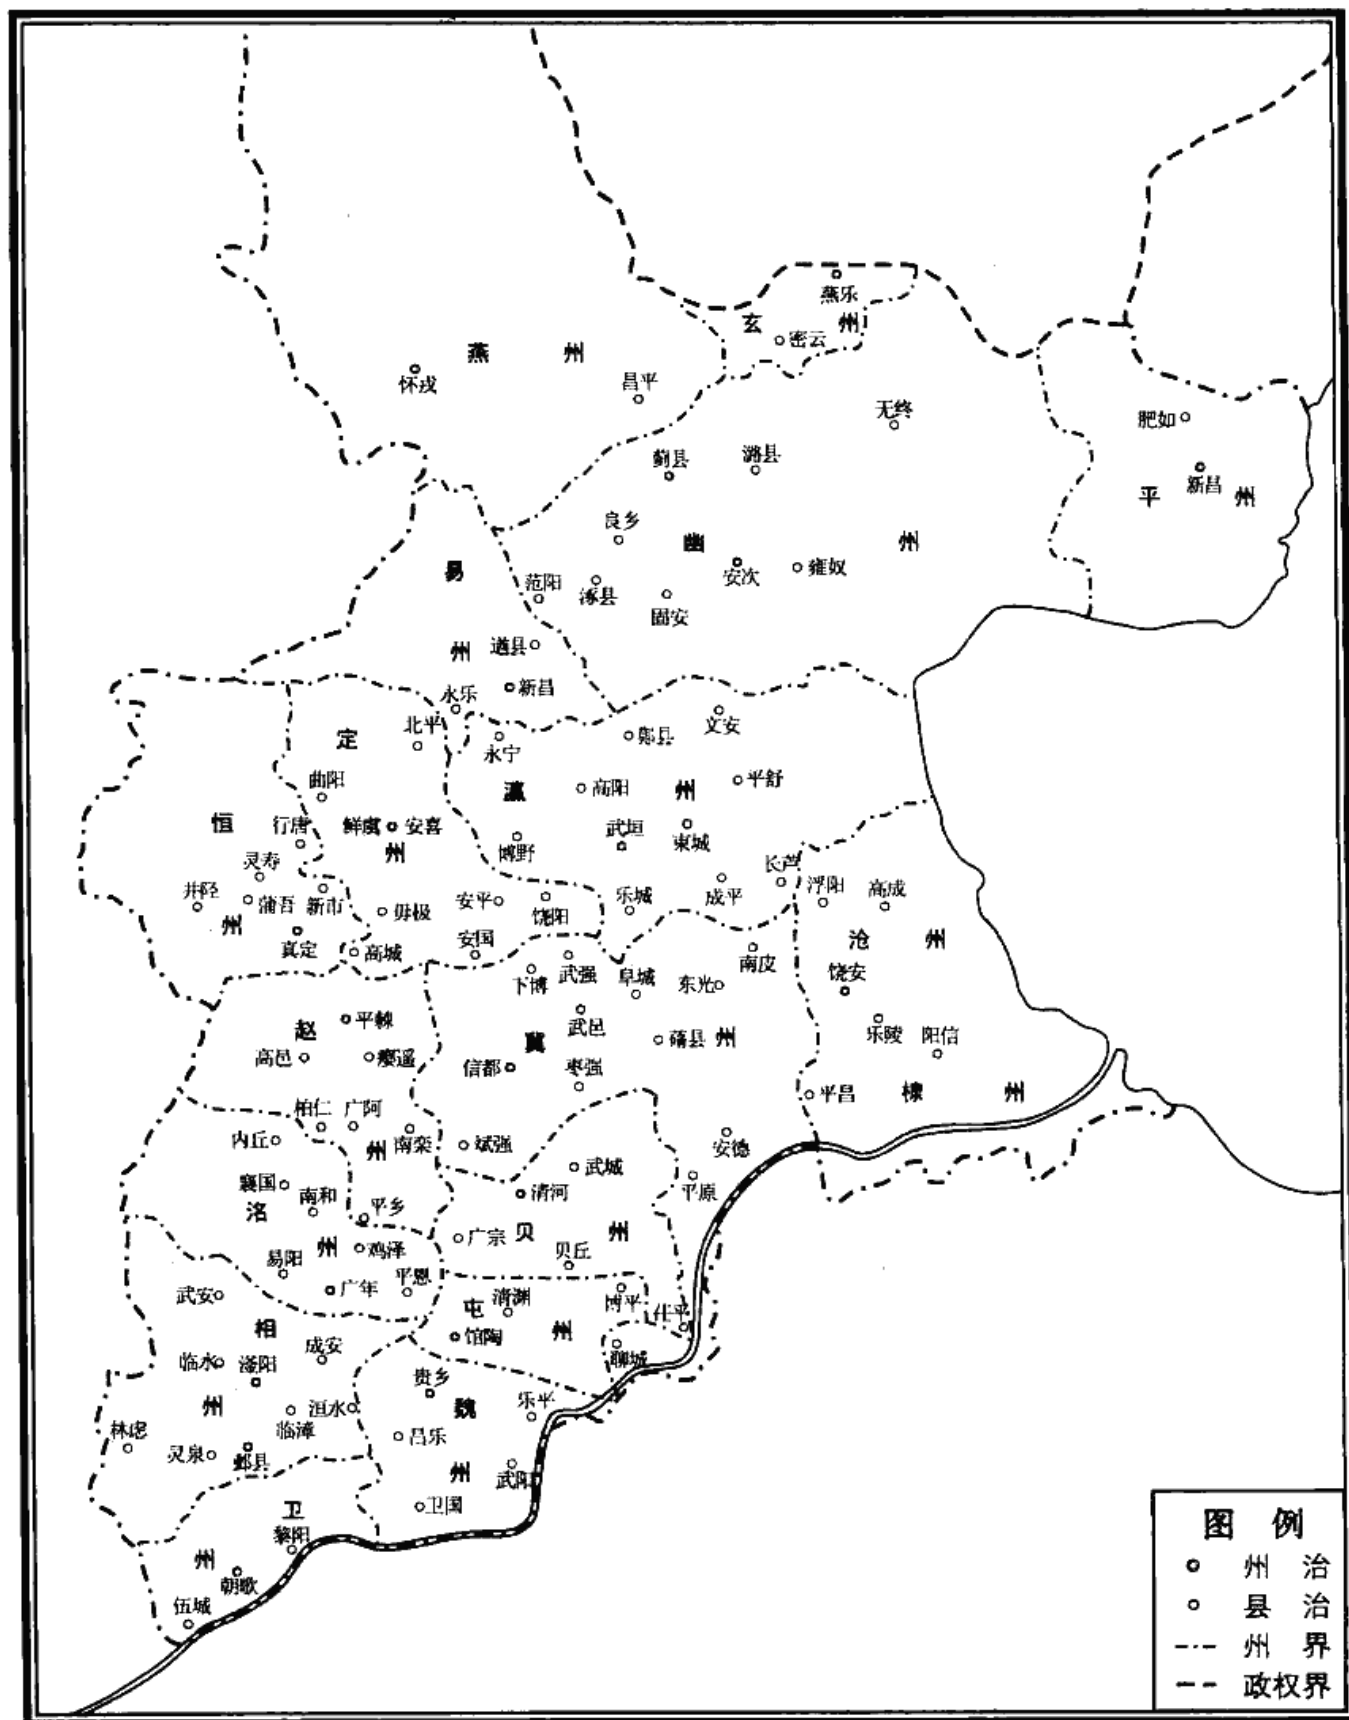 燕乐
玄 州
密云
燕 州
怀戎
昌平
无终
肥如
蓟县
潞县
新昌
平 州
良乡
幽 州
易
范阳
涿县
安次
雍奴
固安
州
遒县
永乐
新昌
定
北平
永宁
鄚县
文安
曲阳
瀛 州
高阳
平舒
恒
行唐
鲜虞
安喜
州
博野
武垣
束城
灵寿
长芦
井陉
蒲吾
新市
毋极
安平
饶阳
乐城
成平
浮阳
高成
州
真定
高城
安国
沧 州
下博
武强
阜城
东光
南皮
饶安
赵
平棘
武邑
蓨县
州
冀
乐陵
阳信
高邑
瘿遥
信都
枣强
平昌
棣 州
柏仁
广阿
内丘
州
南栾
斌强
安德
襄国
南和
武城
平原
洺
平乡
清河
州
鸡泽
广宗
贝 州
易阳
贝丘
武安
广年
平恩
屯
清渊
博平
茌平
相
成安
馆陶
州
临水
滏阳
聊城
贵乡
州
洹水
魏
乐平
林虑
临漳
昌乐
灵泉
邺县
州
武阳
卫
卫国
黎阳
州
朝歌
伍城
图 例
州 治
县 治
州 界
政权界